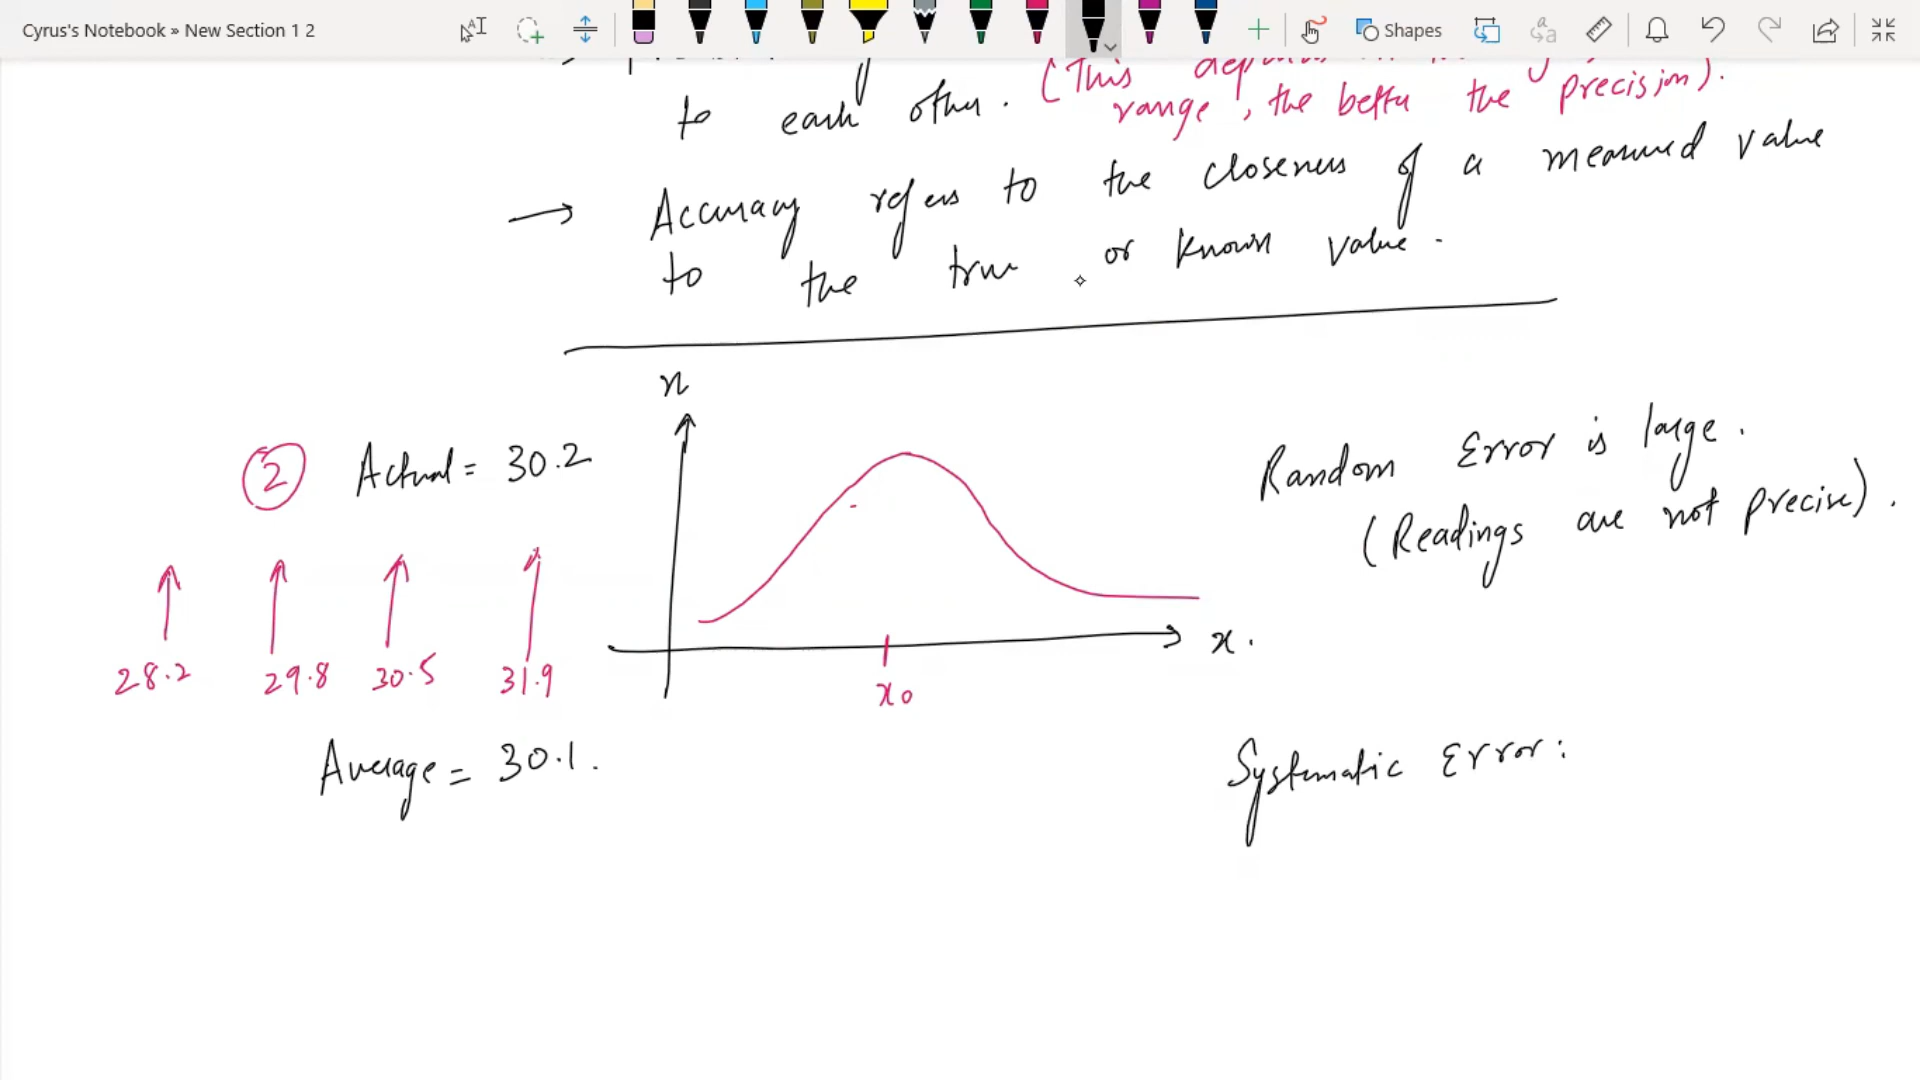 Cyrus's Notebook » New Section 1 2
Shapes
(This
to each other. range, the better the precision).
→ Accuracy refers to the closeness of a measured value
to the true or known value.
n
② Actual = 30.2
Random Error is large.
(Readings are not precise).
28.2 29.8 30.5 31.9
x.
x₀
Average = 30.1.
Systematic Error: